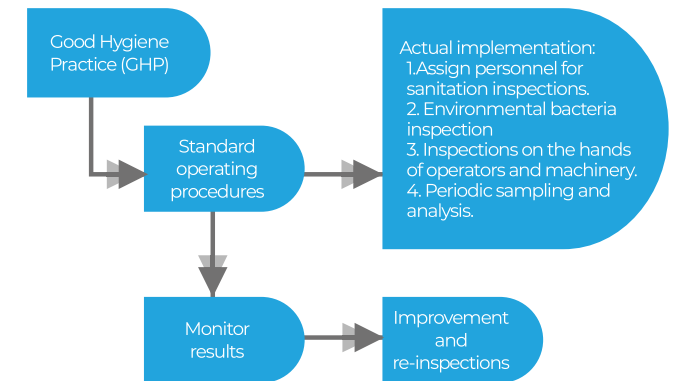 Good Hygiene
Practice (GHP)
Actual implementation:
1.Assign personnel for
sanitation inspections.
2. Environmental bacteria
inspection
3. Inspections on the hands
of operators and machinery.
4. Periodic sampling and
analysis.
Standard
operating
procedures
Monitor
results
Improvement
and
re-inspections